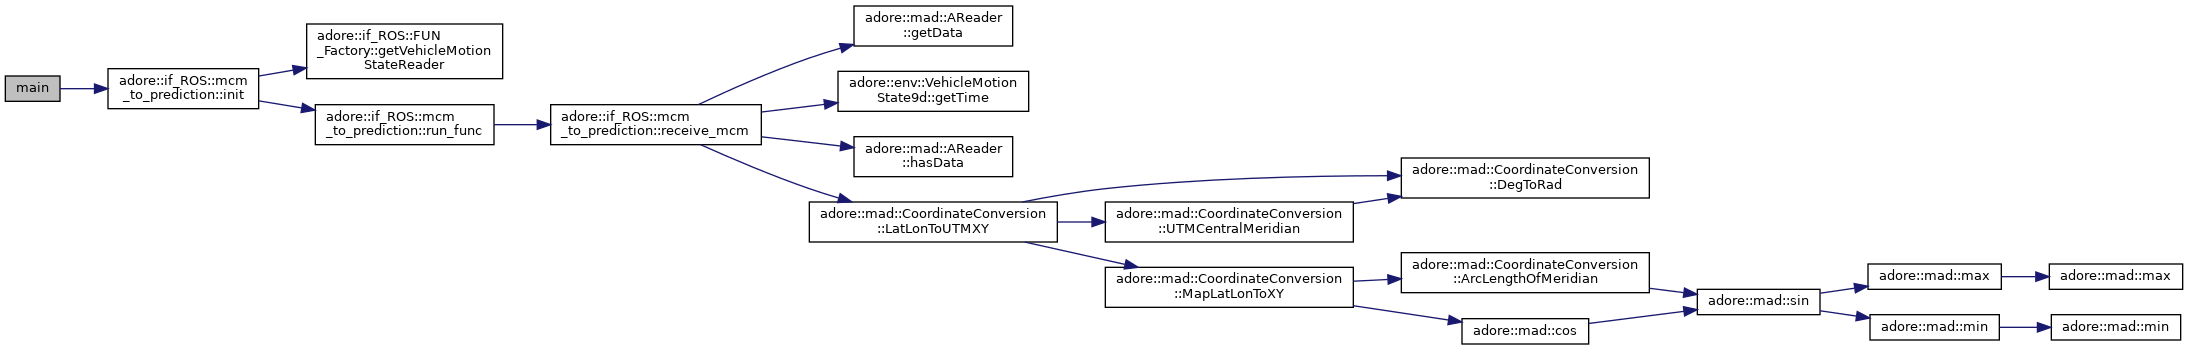 main
adore::if_ROS::mcm
_to_prediction::init
adore::if_ROS::FUN
_Factory::getVehicleMotion
StateReader
adore::if_ROS::mcm
_to_prediction::run_func
adore::if_ROS::mcm
_to_prediction::receive_mcm
adore::mad::AReader
::getData
adore::env::VehicleMotion
State9d::getTime
adore::mad::AReader
::hasData
adore::mad::CoordinateConversion
::LatLonToUTMXY
adore::mad::CoordinateConversion
::DegToRad
adore::mad::CoordinateConversion
::UTMCentralMeridian
adore::mad::CoordinateConversion
::MapLatLonToXY
adore::mad::CoordinateConversion
::ArcLengthOfMeridian
adore::mad::cos
adore::mad::sin
adore::mad::max
adore::mad::max
adore::mad::min
adore::mad::min